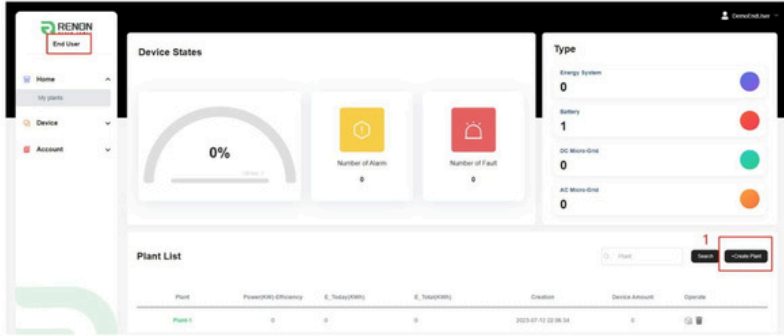 RENON
End User
DemoEndUser
Home
My plants
Device
Account
Device States
0%
Number of Alarm
0
Number of Fault
0
Type
Energy System
0
Battery
1
DC Micro-Grid
0
AC Micro-Grid
0
1
Plant List
Plant
Search
+Create Plant
Plant Power(KW)-Efficiency E_Today(KWh) E_Total(KWh) Creation Device Amount Operate
Plant-1 0 0 0 2023-07-12 22:06:34 0